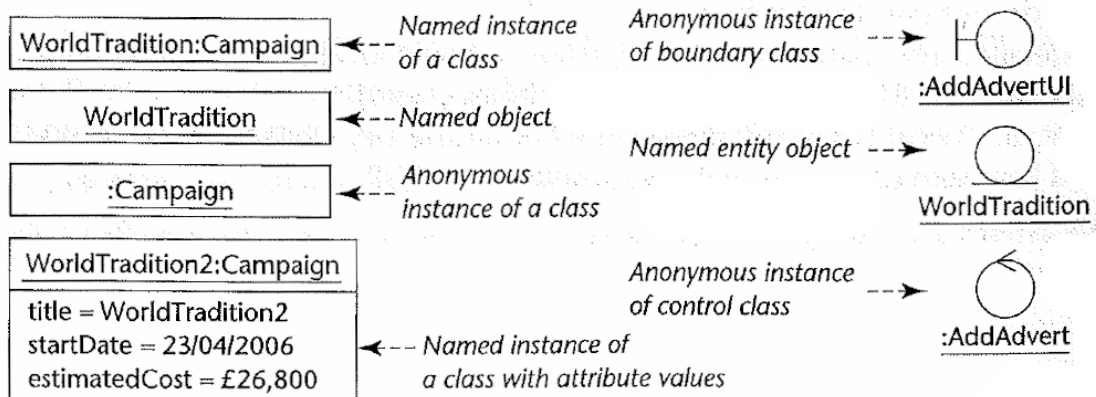 WorldTradition:Campaign
Named instance
of a class
WorldTradition
Named object
:Campaign
Anonymous
instance of a class
WorldTradition2:Campaign
title = WorldTradition2
startDate = 23/04/2006
estimatedCost = £26,800
Named instance of
a class with attribute values
Anonymous instance
of boundary class
:AddAdvertUI
Named entity object
WorldTradition
Anonymous instance
of control class
:AddAdvert